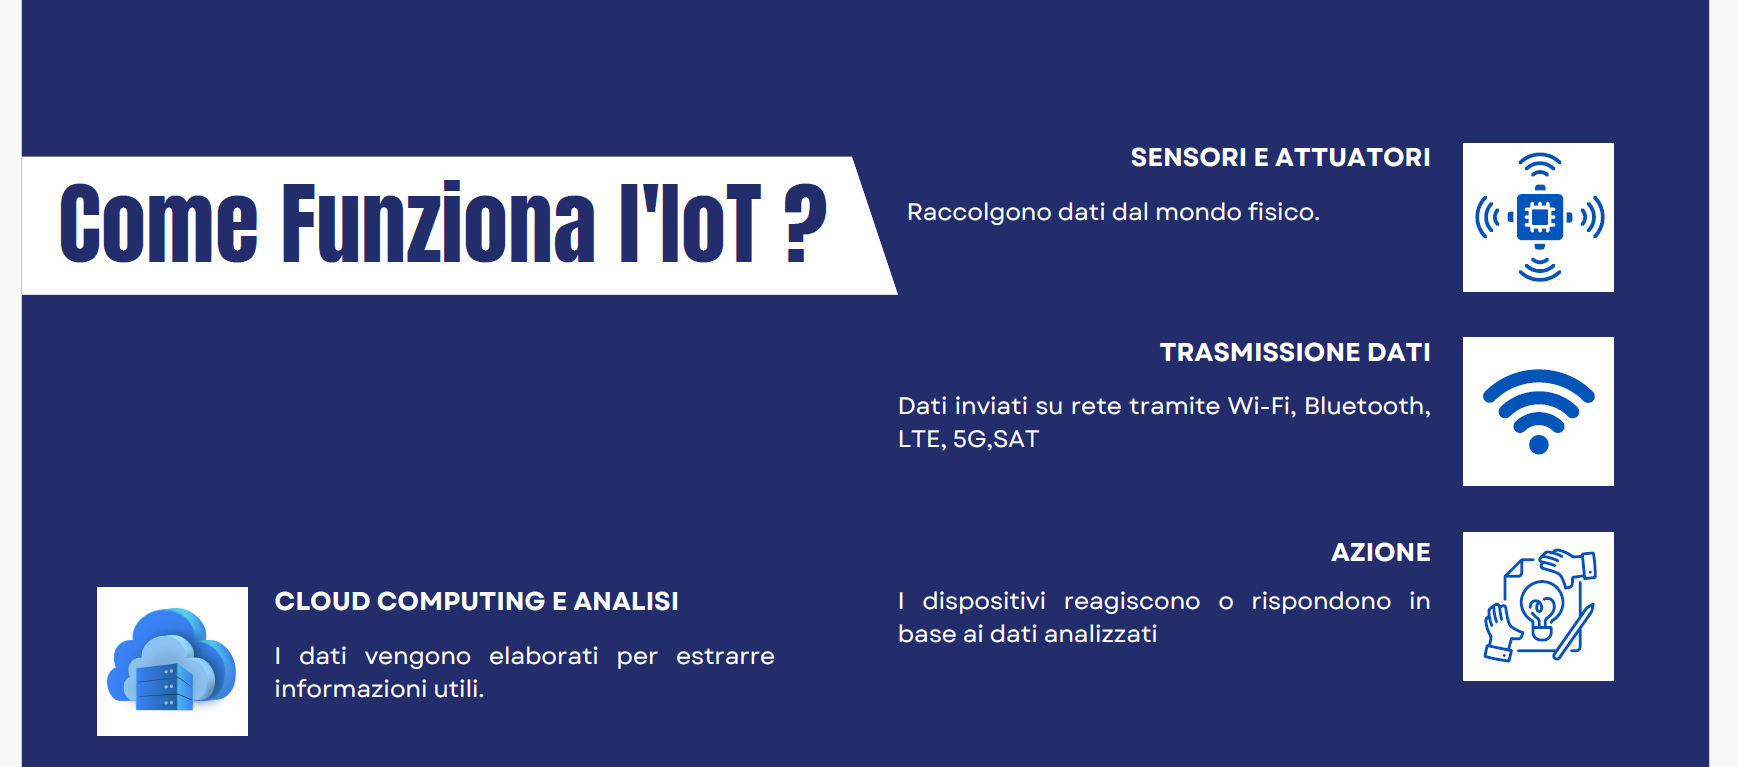 Come Funziona l'IoT ?
SENSORI E ATTUATORI
Raccolgono dati dal mondo fisico.
TRASMISSIONE DATI
Dati inviati su rete tramite Wi-Fi, Bluetooth,
LTE, 5G,SAT
AZIONE
I dispositivi reagiscono o rispondono in
base ai dati analizzati
CLOUD COMPUTING E ANALISI
I dati vengono elaborati per estrarre
informazioni utili.